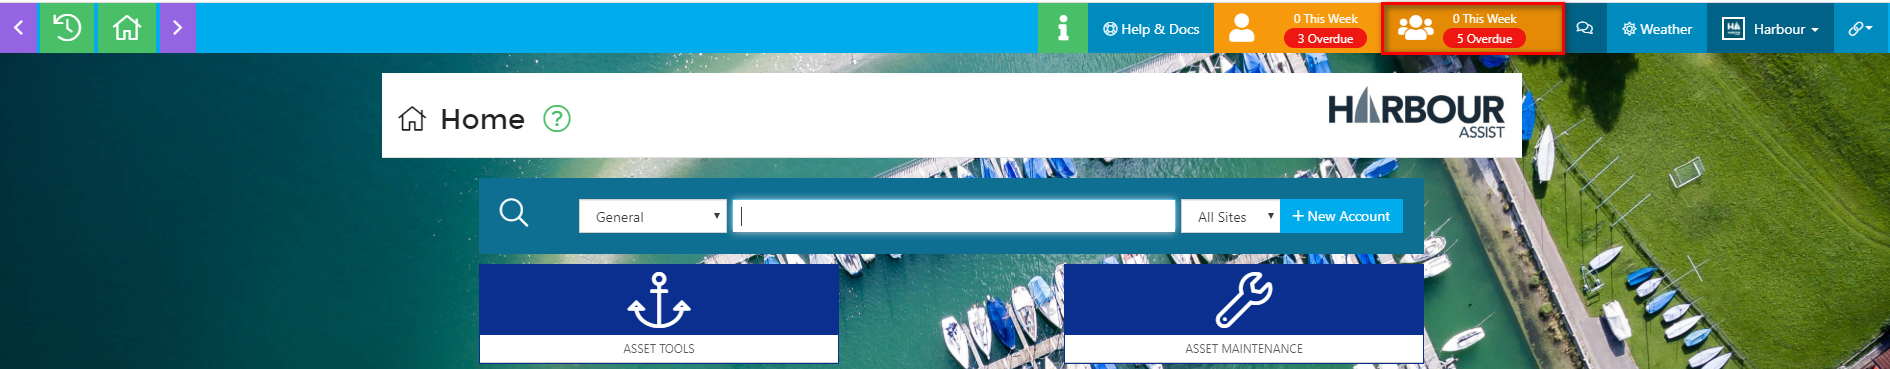 Help & Docs
0 This Week
3 Overdue
0 This Week
5 Overdue
Weather
HA
Harbour
Home ?
HARBOUR
ASSIST
General
All Sites
+ New Account
ASSET TOOLS
ASSET MAINTENANCE